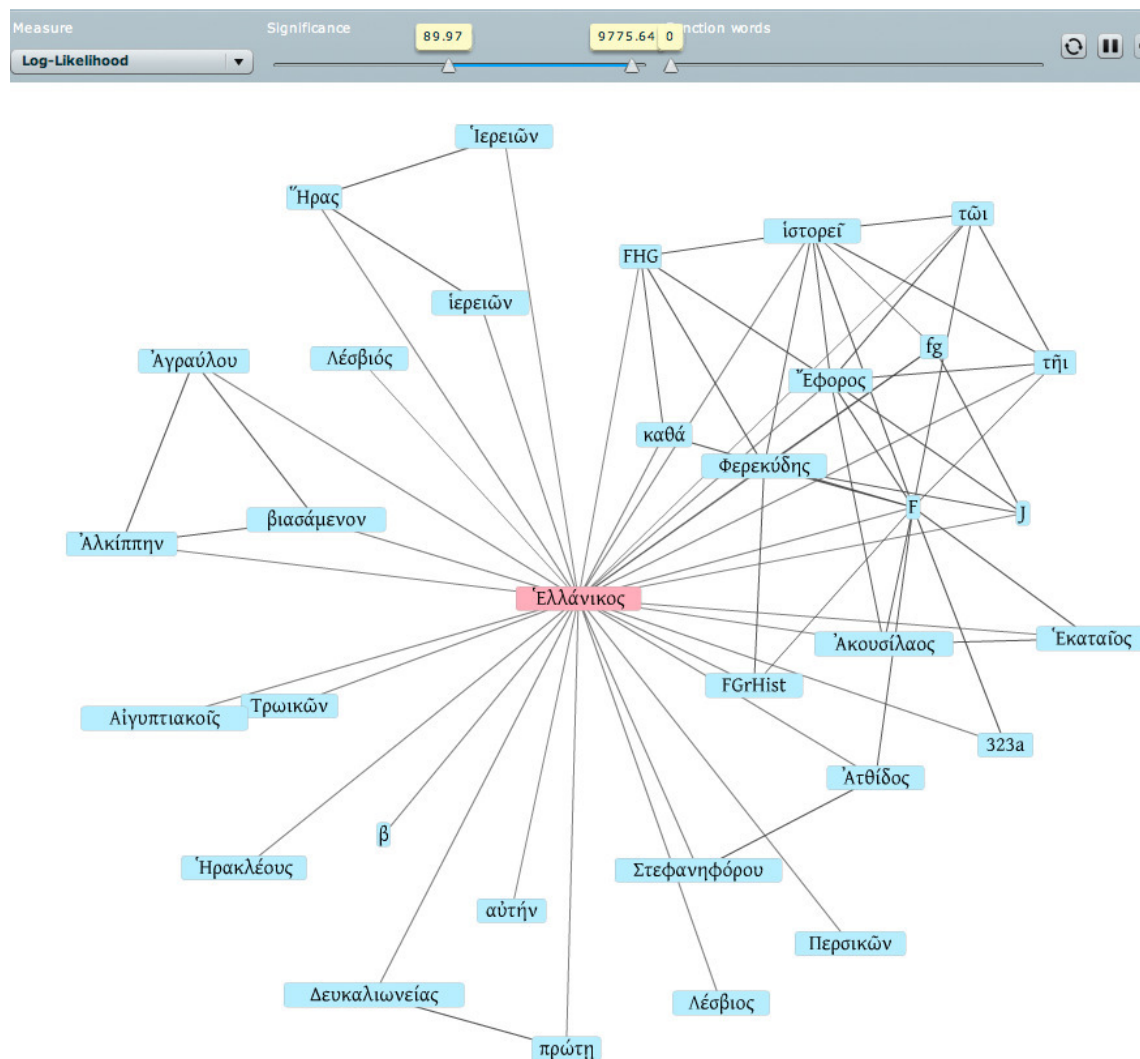 Measure
Significance
89.97
9775.64
0
nction words
Log-Likelihood
Ἱερειῶν
Ἥρας
τῶι
ἱστορεῖ
FHG
ἱερειῶν
Ἀγραύλου
Λέσβιός
fg
τῆι
Ἔφορος
καθά
Φερεκύδης
F
J
βιασάμενον
Ἀλκίππην
Ἑλλάνικος
Ἀκουσίλαος
Ἑκαταῖος
FGrHist
Τρωικῶν
Αἰγυπτιακοῖς
323a
Ἀτθίδος
β
Ἡρακλέους
Στεφανηφόρου
αὐτήν
Περσικῶν
Δευκαλιωνείας
Λέσβιος
πρώτῃ